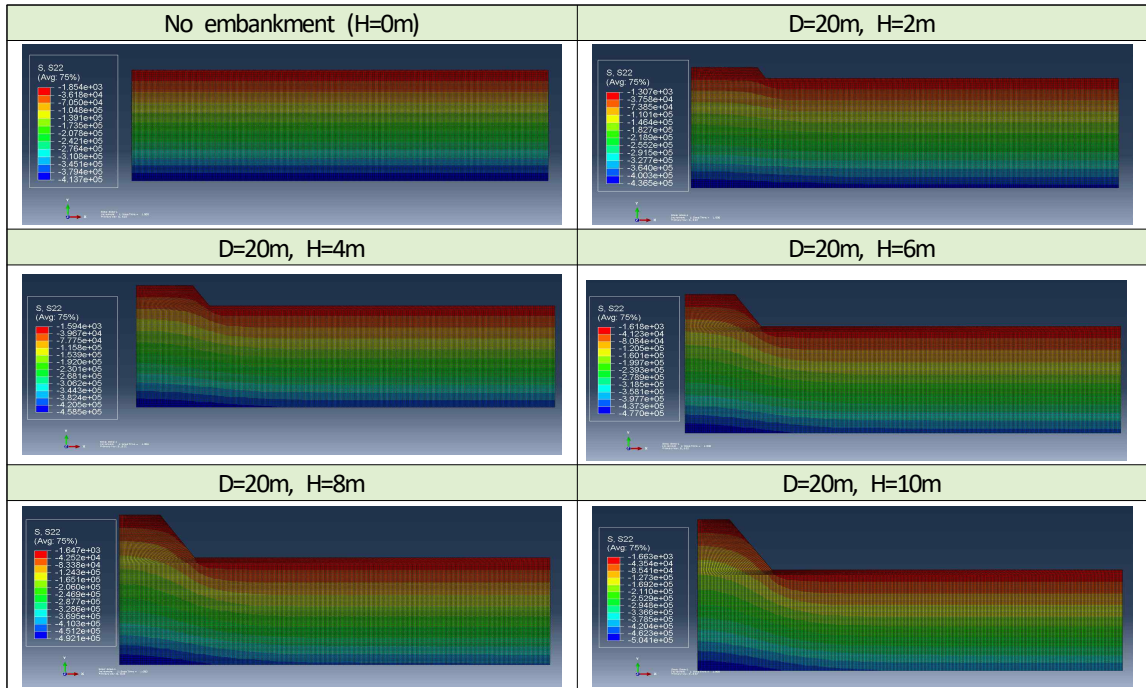 No embankment (H=0m)
S, S22
(Avg: 75%)
-1.854e+03
-3.618e+04
-7.050e+04
-1.048e+05
-1.391e+05
-1.735e+05
-2.078e+05
-2.421e+05
-2.764e+05
-3.108e+05
-3.451e+05
-3.794e+05
-4.137e+05
D=20m, H=2m
S, S22
(Avg: 75%)
-1.307e+03
-3.758e+04
-7.385e+04
-1.101e+05
-1.464e+05
-1.827e+05
-2.189e+05
-2.552e+05
-2.915e+05
-3.277e+05
-3.640e+05
-4.003e+05
-4.365e+05
D=20m, H=4m
S, S22
(Avg: 75%)
-1.594e+03
-3.967e+04
-7.775e+04
-1.158e+05
-1.539e+05
-1.920e+05
-2.301e+05
-2.681e+05
-3.062e+05
-3.443e+05
-3.824e+05
-4.205e+05
-4.585e+05
D=20m, H=6m
S, S22
(Avg: 75%)
-1.618e+03
-4.123e+04
-8.084e+04
-1.205e+05
-1.601e+05
-1.997e+05
-2.393e+05
-2.789e+05
-3.185e+05
-3.581e+05
-3.977e+05
-4.373e+05
-4.770e+05
D=20m, H=8m
S, S22
(Avg: 75%)
-1.647e+03
-4.252e+04
-8.338e+04
-1.243e+05
-1.651e+05
-2.060e+05
-2.469e+05
-2.877e+05
-3.286e+05
-3.695e+05
-4.103e+05
-4.512e+05
-4.921e+05
D=20m, H=10m
S, S22
(Avg: 75%)
-1.663e+03
-4.354e+04
-8.541e+04
-1.273e+05
-1.692e+05
-2.110e+05
-2.529e+05
-2.948e+05
-3.366e+05
-3.785e+05
-4.204e+05
-4.623e+05
-5.041e+05